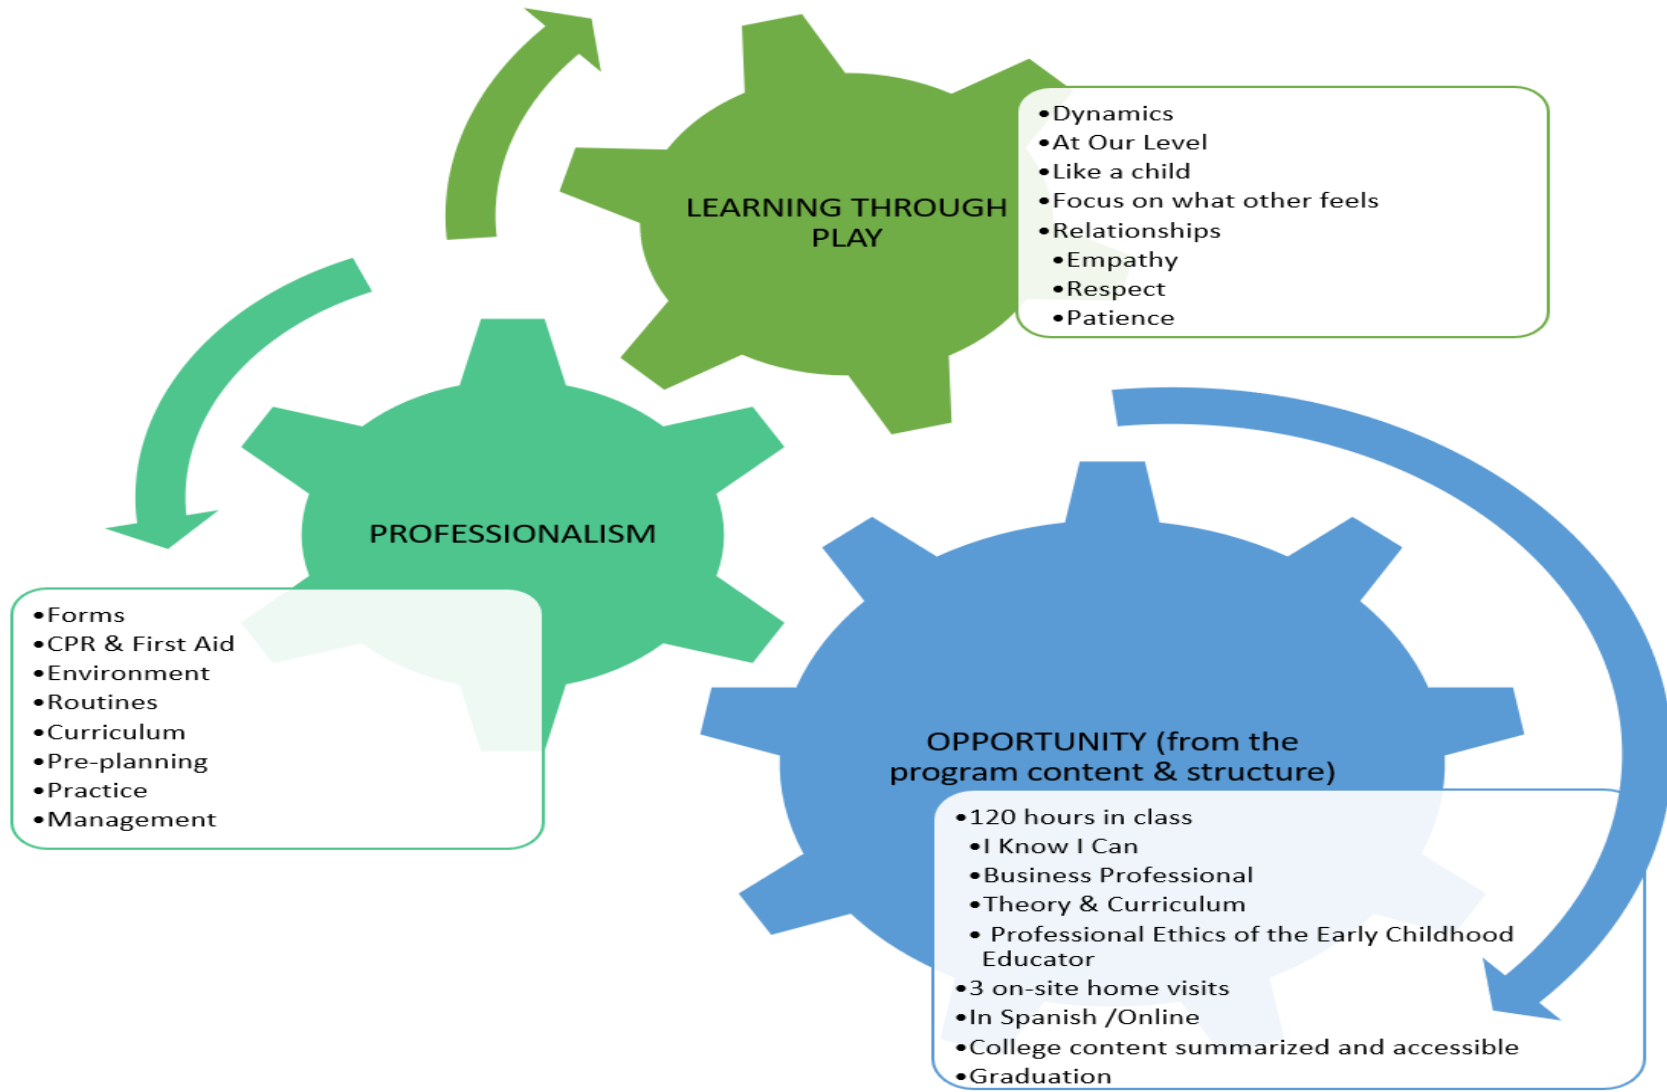 LEARNING THROUGH
PLAY
•Dynamics
•At Our Level
•Like a child
•Focus on what other feels
•Relationships
•Empathy
•Respect
•Patience
PROFESSIONALISM
•Forms
•CPR & First Aid
•Environment
•Routines
•Curriculum
•Pre-planning
•Practice
•Management
OPPORTUNITY (from the
program content & structure)
•120 hours in class
•I Know I Can
•Business Professional
•Theory & Curriculum
• Professional Ethics of the Early Childhood
Educator
•3 on-site home visits
•In Spanish /Online
•College content summarized and accessible
•Graduation